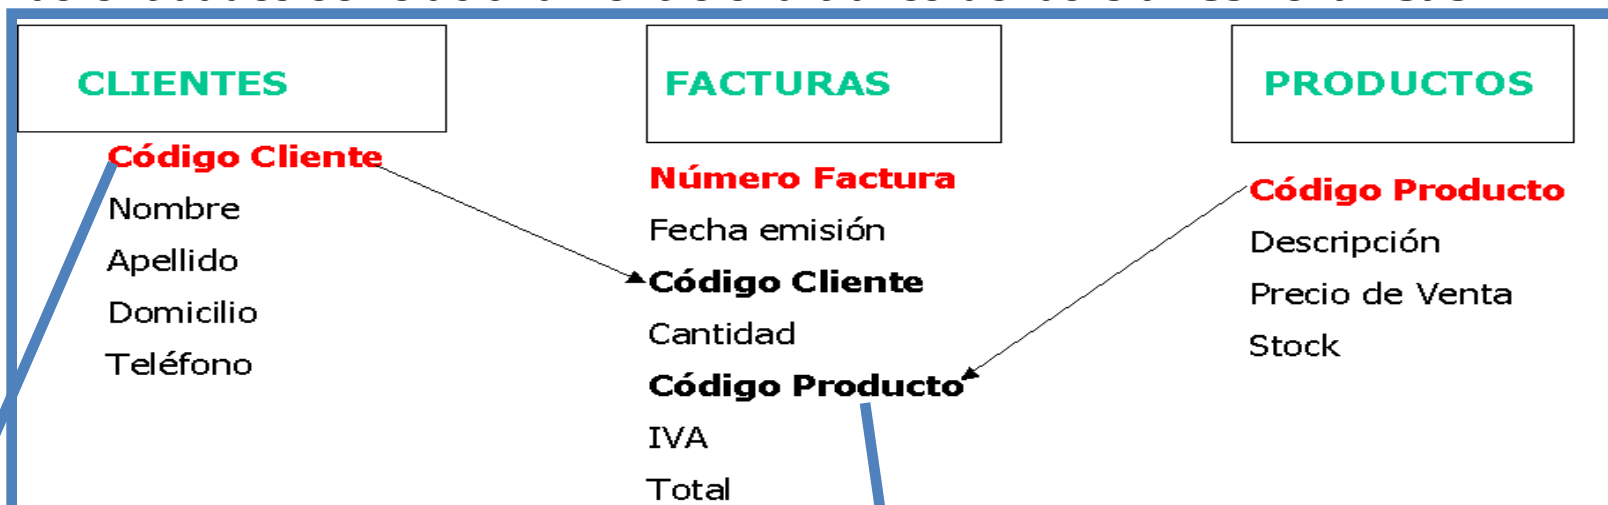 CLIENTES
Código Cliente
Nombre
Apellido
Domicilio
Teléfono
FACTURAS
Número Factura
Fecha emisión
Código Cliente
Cantidad
Código Producto
IVA
Total
PRODUCTOS
Código Producto
Descripción
Precio de Venta
Stock